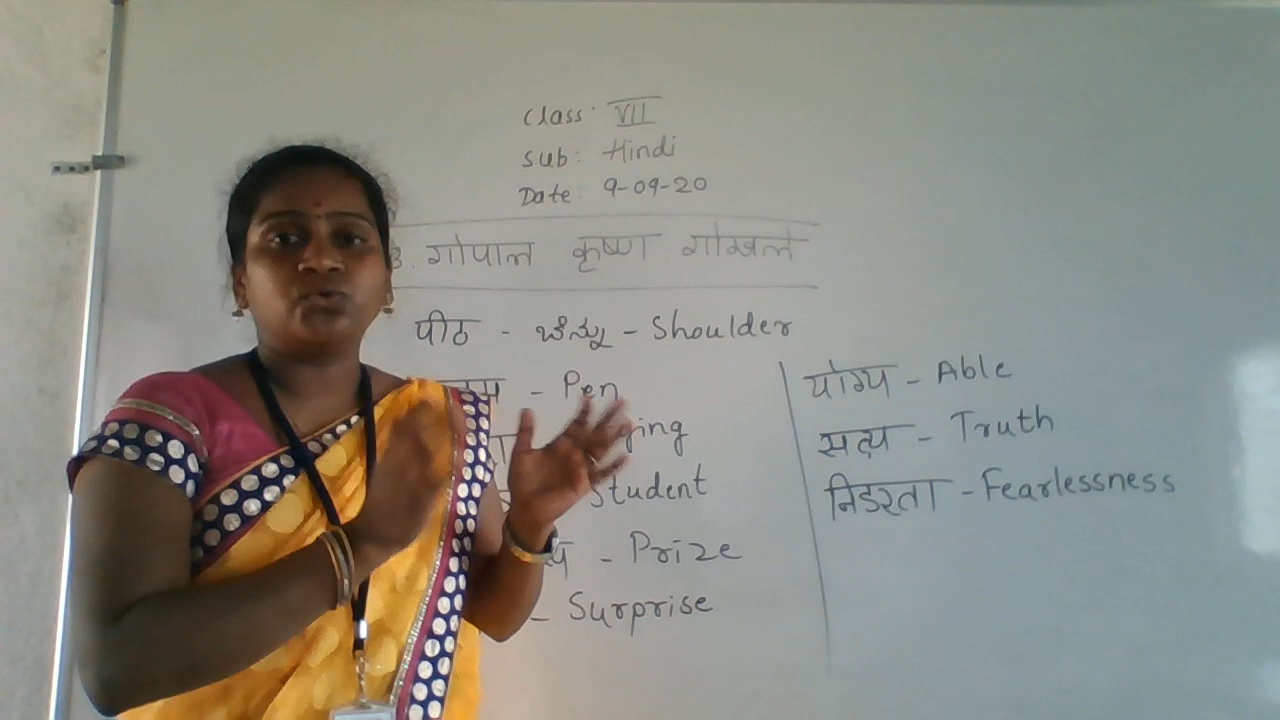 Class: VII
Sub: Hindi
Date: 9-09-20
3. गोपाल कृष्ण गोखले
पीठ - ಬೆನ್ನು - Shoulder
- Pen
- Student
- Prize
- Surprise
योग्य - Able
सत्य - Truth
निडरता - Fearlessness